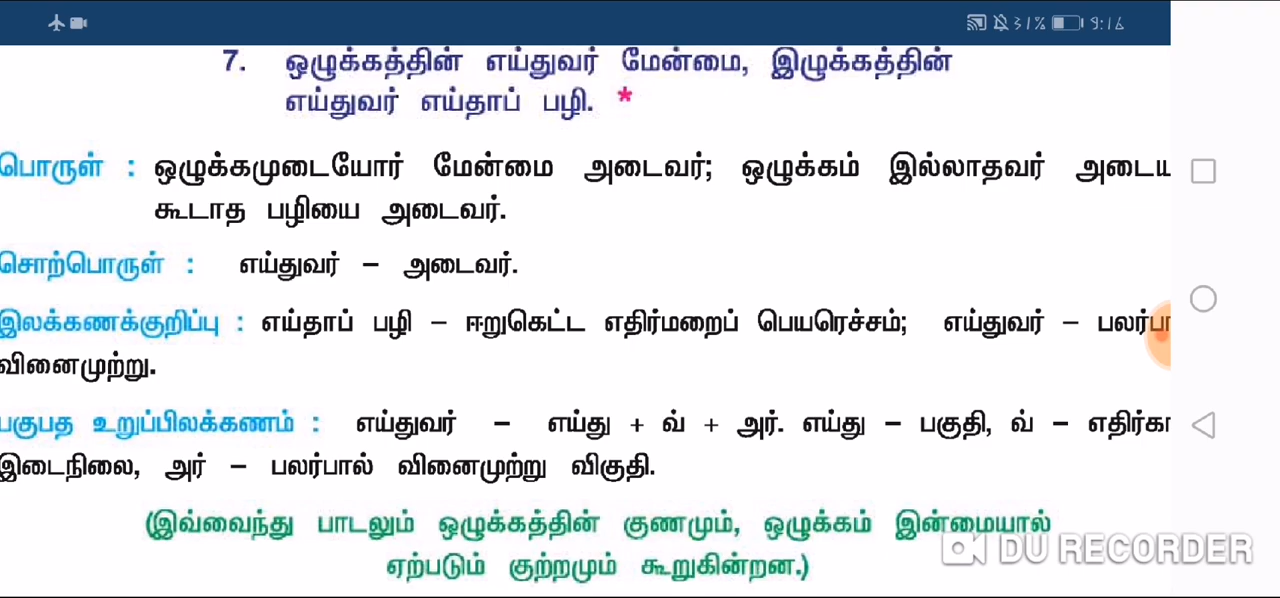 31% 9:16
7. ஒழுக்கத்தின் எய்துவர் மேன்மை, இழுக்கத்தின்
எய்துவர் எய்தாப் பழி. *
பொருள் : ஒழுக்கமுடையோர் மேன்மை அடைவர்; ஒழுக்கம் இல்லாதவர் அடைய
கூடாத பழியை அடைவர்.
சொற்பொருள் : எய்துவர் – அடைவர்.
இலக்கணக்குறிப்பு : எய்தாப் பழி – ஈறுகெட்ட எதிர்மறைப் பெயரெச்சம்; எய்துவர் – பலர்பா
வினைமுற்று.
பகுபத உறுப்பிலக்கணம் : எய்துவர் – எய்து + வ் + அர். எய்து – பகுதி, வ் – எதிர்கா
இடைநிலை, அர் – பலர்பால் வினைமுற்று விகுதி.
(இவ்வைந்து பாடலும் ஒழுக்கத்தின் குணமும், ஒழுக்கம் இன்மையால்
ஏற்படும் குற்றமும் கூறுகின்றன.)
DU RECORDER